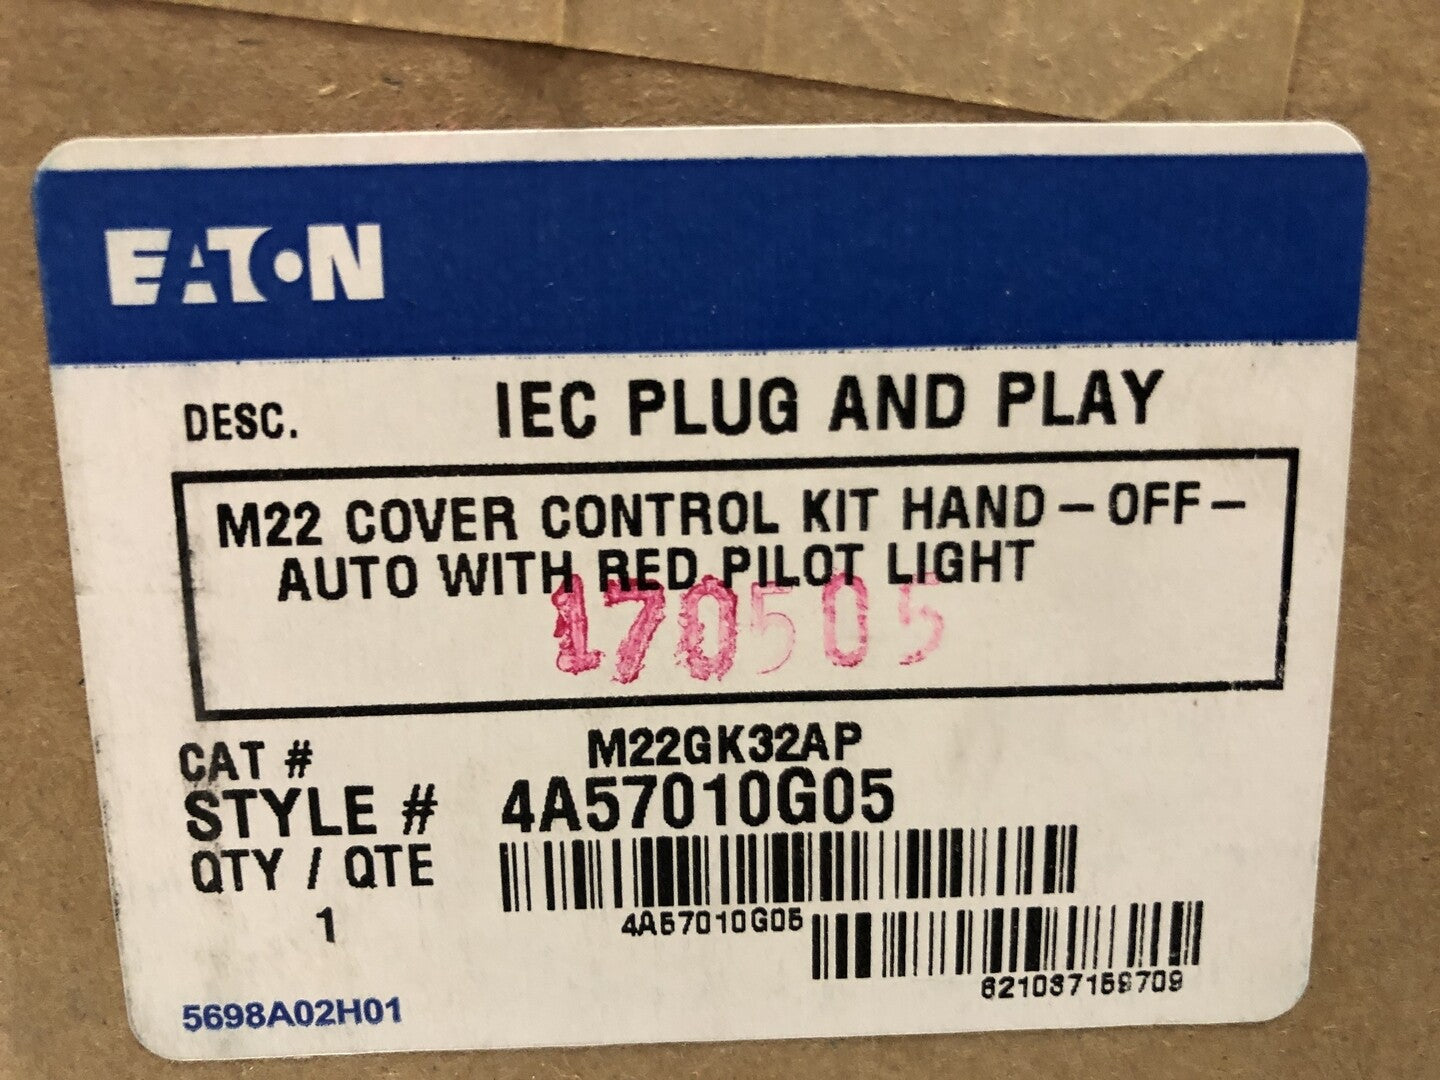 EATON
DESC. IEC PLUG AND PLAY
M22 COVER CONTROL KIT HAND – OFF –
AUTO WITH RED PILOT LIGHT
170505
CAT # M22GK32AP
STYLE # 4A57010G05
QTY / QTE
1
4A57010G05
621037159709
5698A02H01